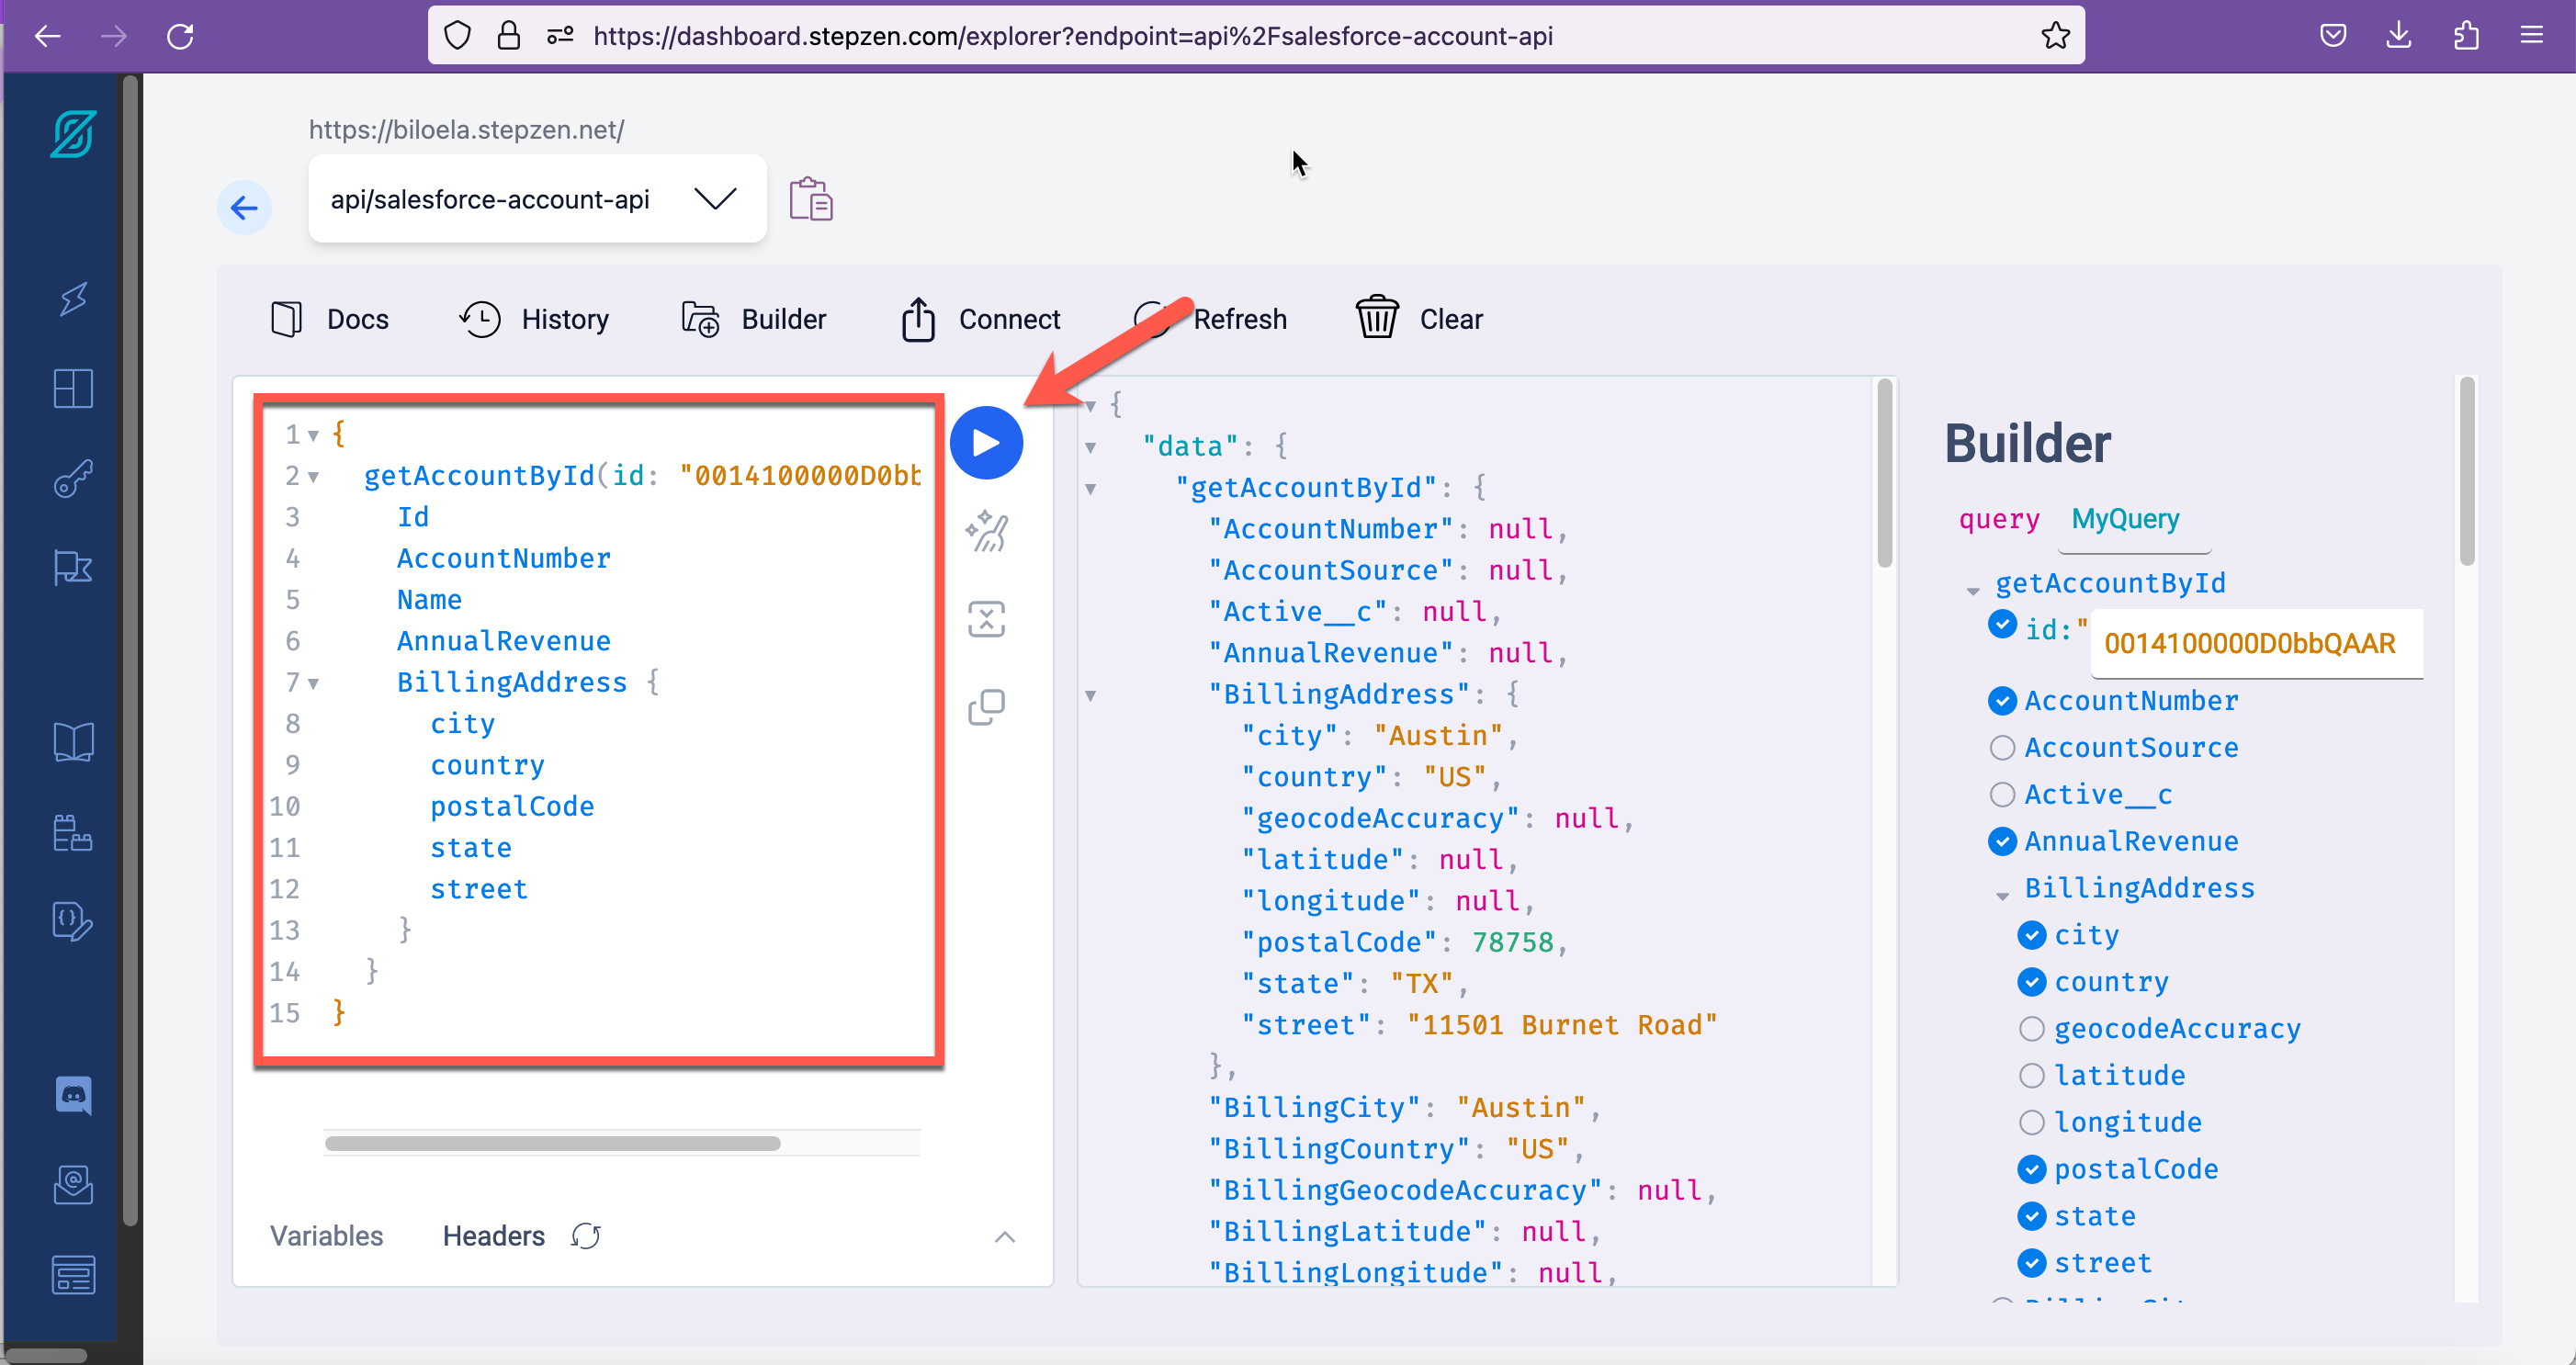 https://dashboard.stepzen.com/explorer?endpoint=api%2Fsalesforce-account-api
https://biloela.stepzen.net/
api/salesforce-account-api
Docs
History
Builder
Connect
Refresh
Clear
1 {
2 getAccountById(id: "0014100000D0bb
3 Id
4 AccountNumber
5 Name
6 AnnualRevenue
7 BillingAddress {
8 city
9 country
10 postalCode
11 state
12 street
13 }
14 }
15 }
Variables
Headers
{
"data": {
"getAccountById": {
"AccountNumber": null,
"AccountSource": null,
"Active__c": null,
"AnnualRevenue": null,
"BillingAddress": {
"city": "Austin",
"country": "US",
"geocodeAccuracy": null,
"latitude": null,
"longitude": null,
"postalCode": 78758,
"state": "TX",
"street": "11501 Burnet Road"
},
"BillingCity": "Austin",
"BillingCountry": "US",
"BillingGeocodeAccuracy": null,
"BillingLatitude": null,
"BillingLongitude": null,
Builder
query MyQuery
getAccountById
id:" 0014100000D0bbQAAR
AccountNumber
AccountSource
Active__c
AnnualRevenue
BillingAddress
city
country
geocodeAccuracy
latitude
longitude
postalCode
state
street